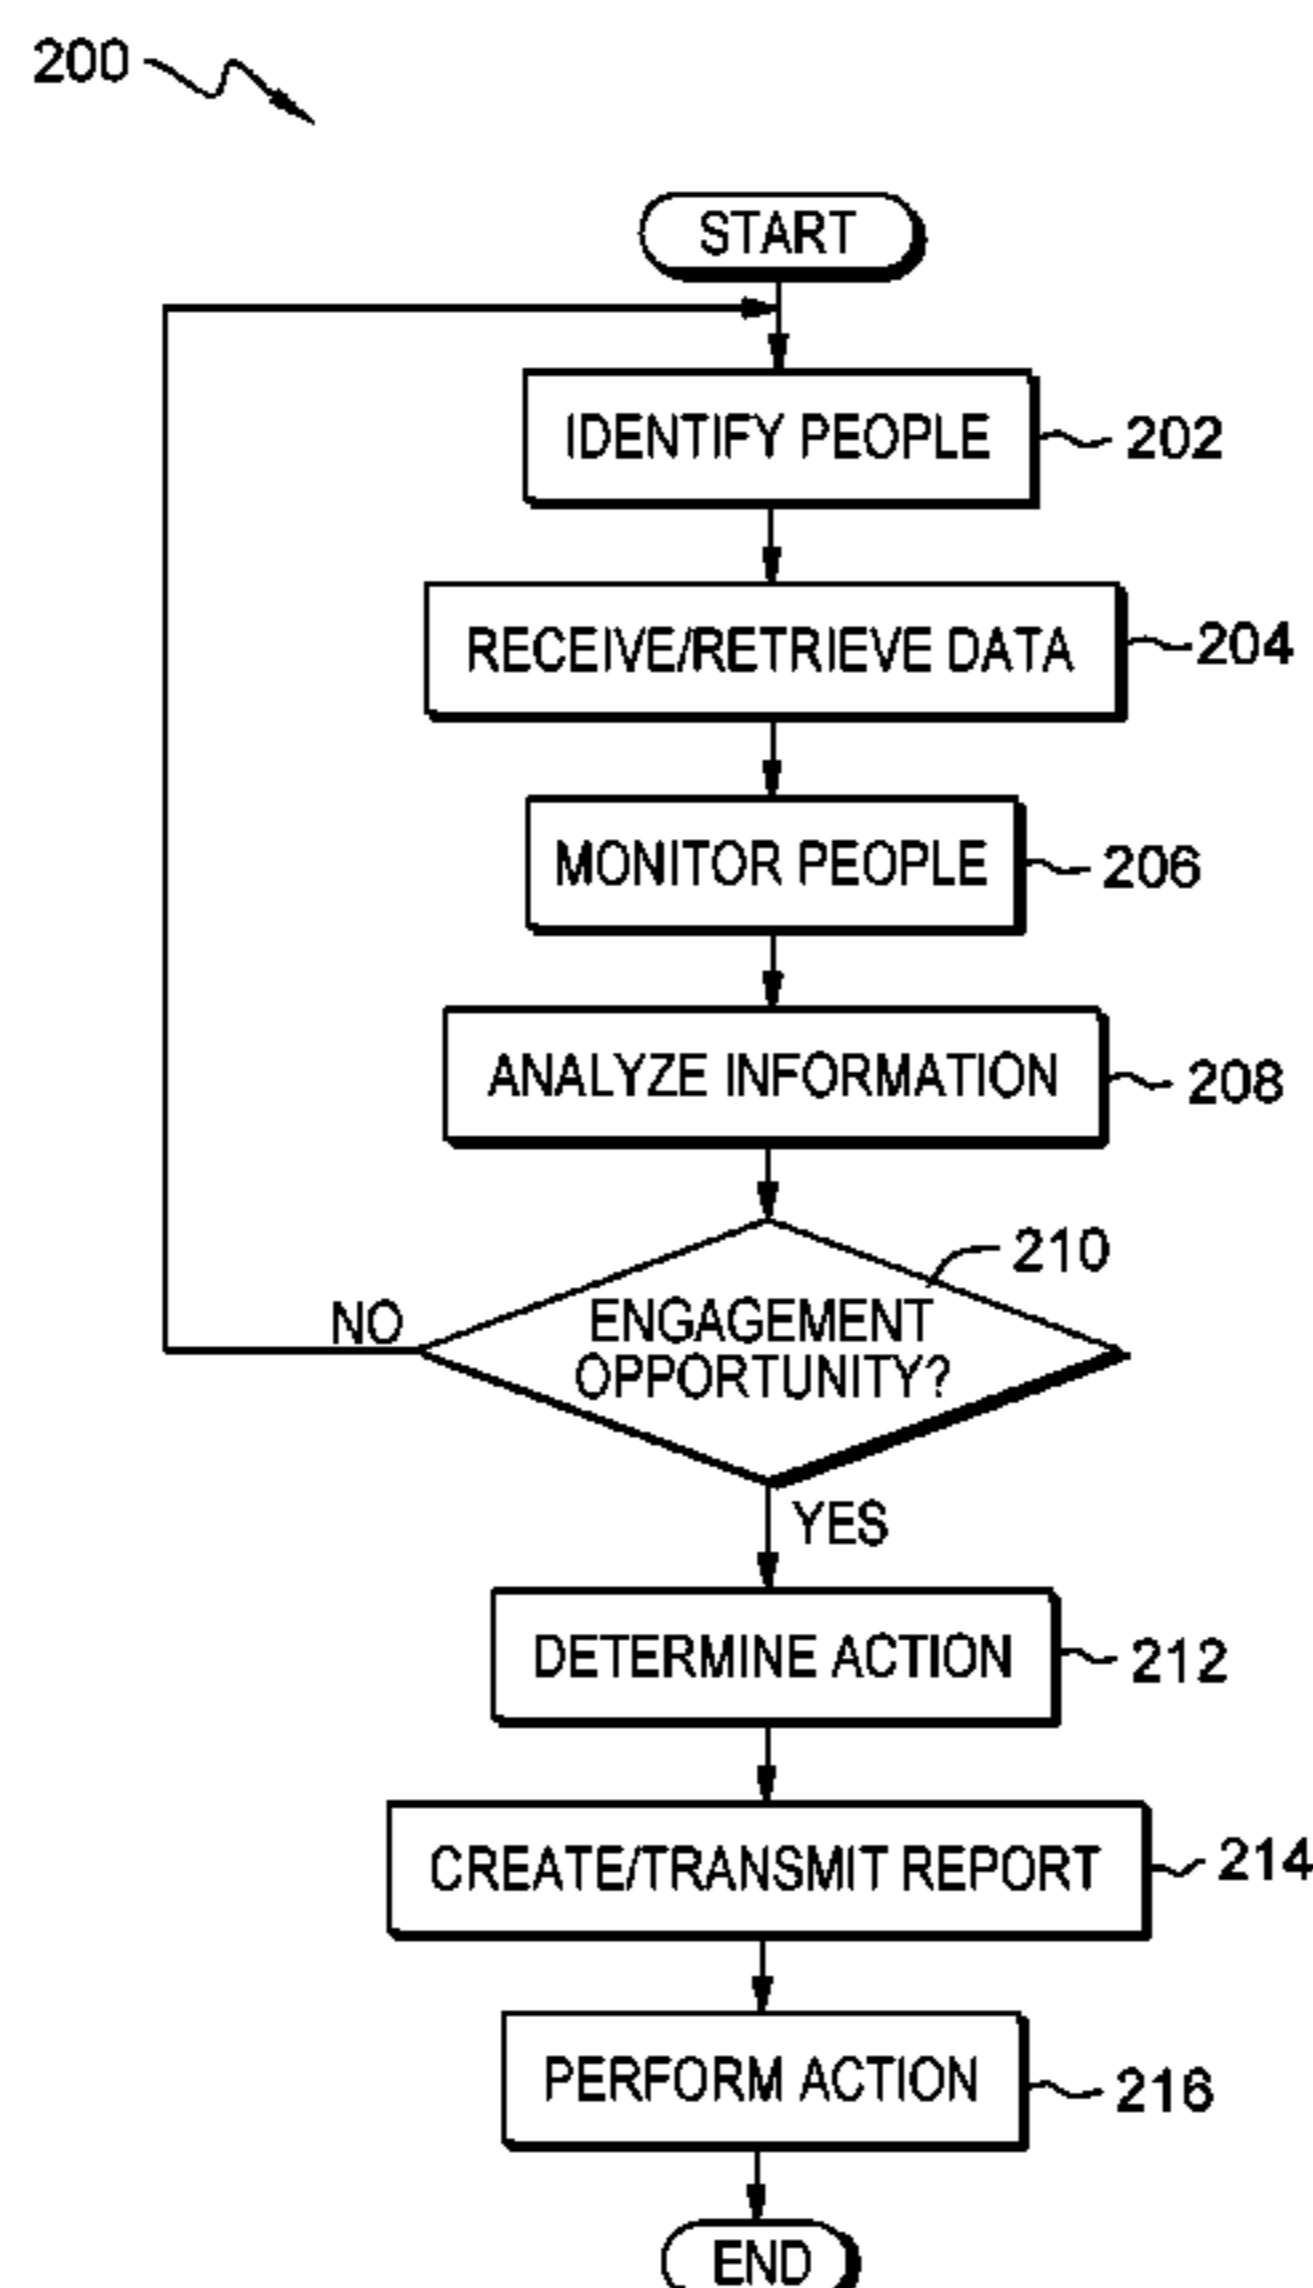 200
START
IDENTIFY PEOPLE
202
RECEIVE/RETRIEVE DATA
204
MONITOR PEOPLE
206
ANALYZE INFORMATION
208
210
ENGAGEMENT
OPPORTUNITY?
NO
YES
DETERMINE ACTION
212
CREATE/TRANSMIT REPORT
214
PERFORM ACTION
216
END